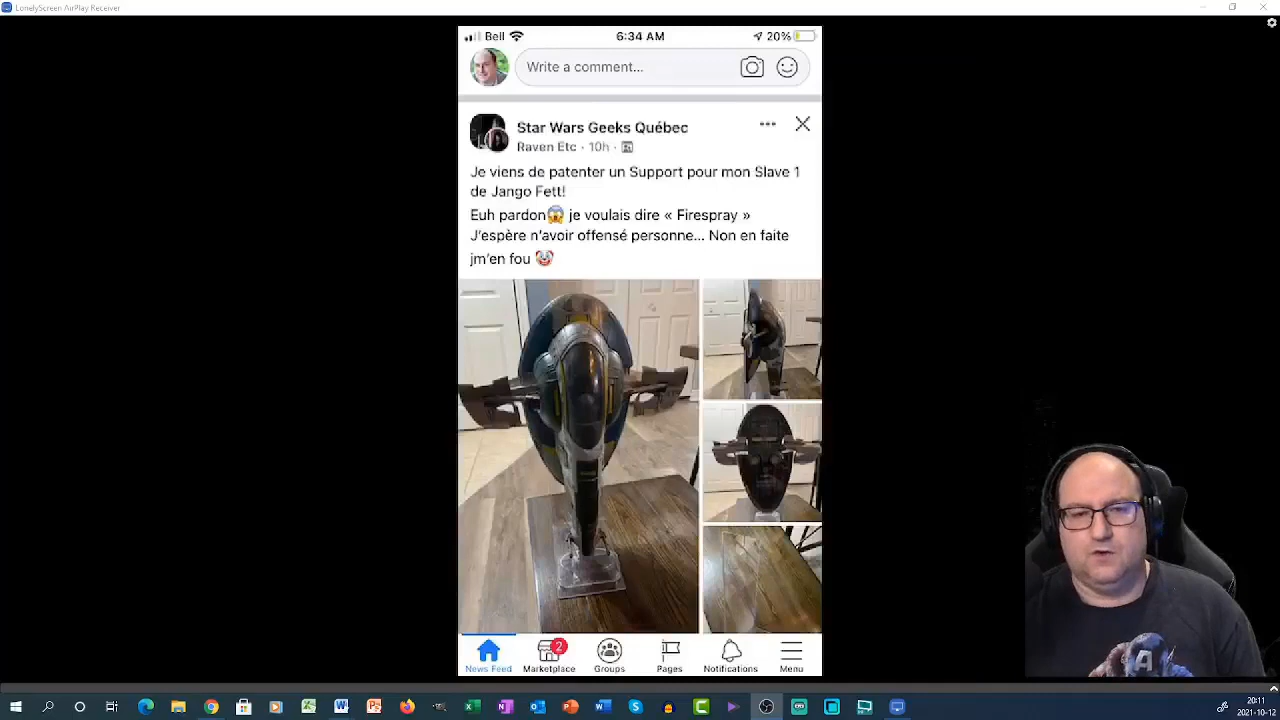 LonelyScreen AirPlay Receiver
Bell 6:34 AM 20%
Write a comment...
Star Wars Geeks Québec
Raven Etc · 10h ·
Je viens de patenter un Support pour mon Slave 1
de Jango Fett!
Euh pardon😱 je voulais dire « Firespray »
J'espère n'avoir offensé personne... Non en faite
jm'en fou 🤡
2
News Feed Marketplace Groups Pages Notifications Menu
20:11
2021-10-12